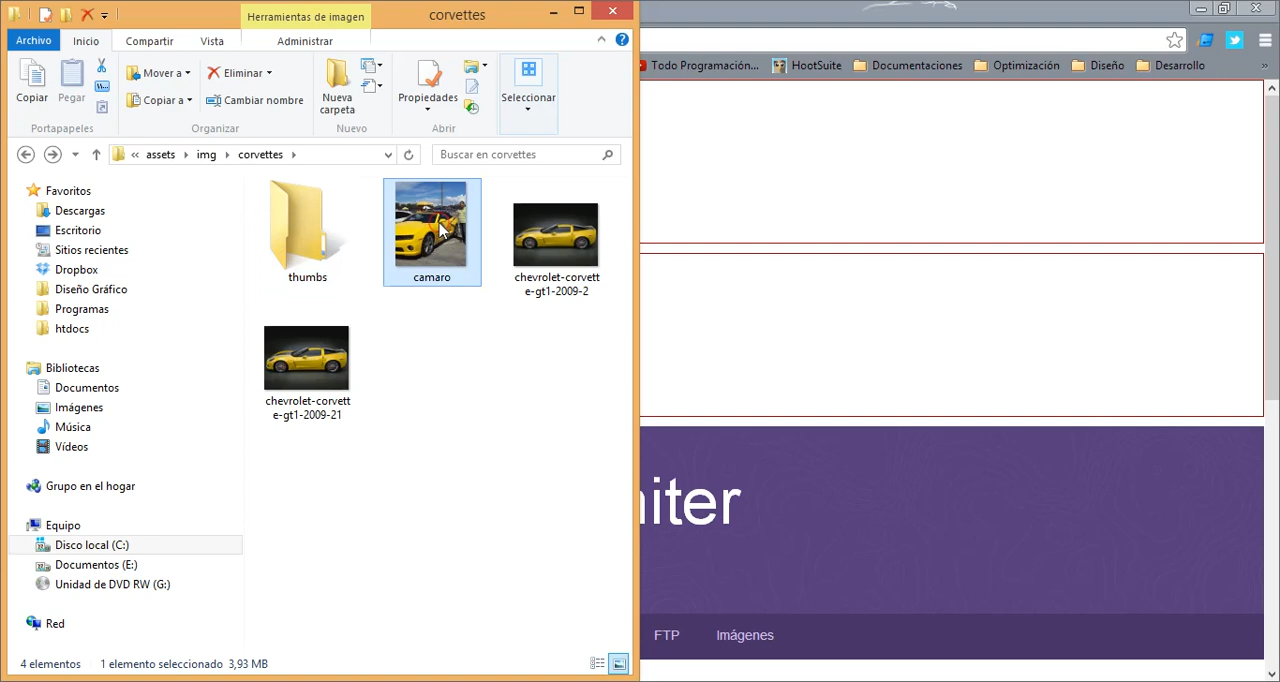 Herramientas de imagen
corvettes
Archivo
Inicio
Compartir
Vista
Administrar
Copiar
Pegar
Mover a
Copiar a
Eliminar
Cambiar nombre
Nueva
carpeta
Propiedades
Seleccionar
Portapapeles
Organizar
Nuevo
Abrir
« assets
img
corvettes
Buscar en corvettes
Favoritos
Descargas
Escritorio
Sitios recientes
Dropbox
Diseño Gráfico
Programas
htdocs
Bibliotecas
Documentos
Imágenes
Música
Vídeos
Grupo en el hogar
Equipo
Disco local (C:)
Documentos (E:)
Unidad de DVD RW (G:)
Red
thumbs
camaro
chevrolet-corvett
e-gt1-2009-2
chevrolet-corvett
e-gt1-2009-21
4 elementos
1 elemento seleccionado 3,93 MB
Todo Programación...
HootSuite
Documentaciones
Optimización
Diseño
Desarrollo
»
niter
FTP
Imágenes